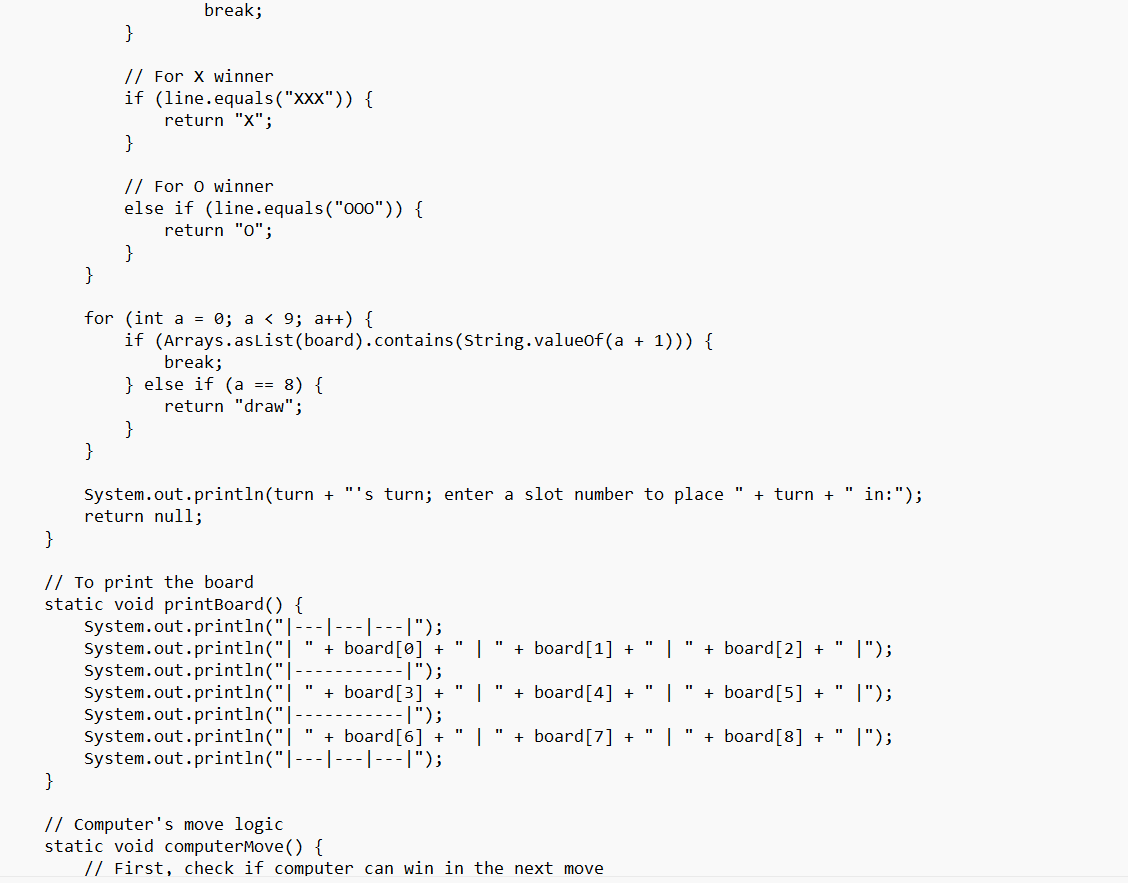 break;
        }

        // For X winner
        if (line.equals("XXX")) {
            return "X";
        }

        // For O winner
        else if (line.equals("OOO")) {
            return "O";
        }
    }

    for (int a = 0; a < 9; a++) {
        if (Arrays.asList(board).contains(String.valueOf(a + 1))) {
            break;
        } else if (a == 8) {
            return "draw";
        }
    }

    System.out.println(turn + "'s turn; enter a slot number to place " + turn + " in:");
    return null;
}

// To print the board
static void printBoard() {
    System.out.println("|---|---|---|");
    System.out.println("| " + board[0] + " | " + board[1] + " | " + board[2] + " |");
    System.out.println("|-----------|");
    System.out.println("| " + board[3] + " | " + board[4] + " | " + board[5] + " |");
    System.out.println("|-----------|");
    System.out.println("| " + board[6] + " | " + board[7] + " | " + board[8] + " |");
    System.out.println("|---|---|---|");
}

// Computer's move logic
static void computerMove() {
    // First, check if computer can win in the next move